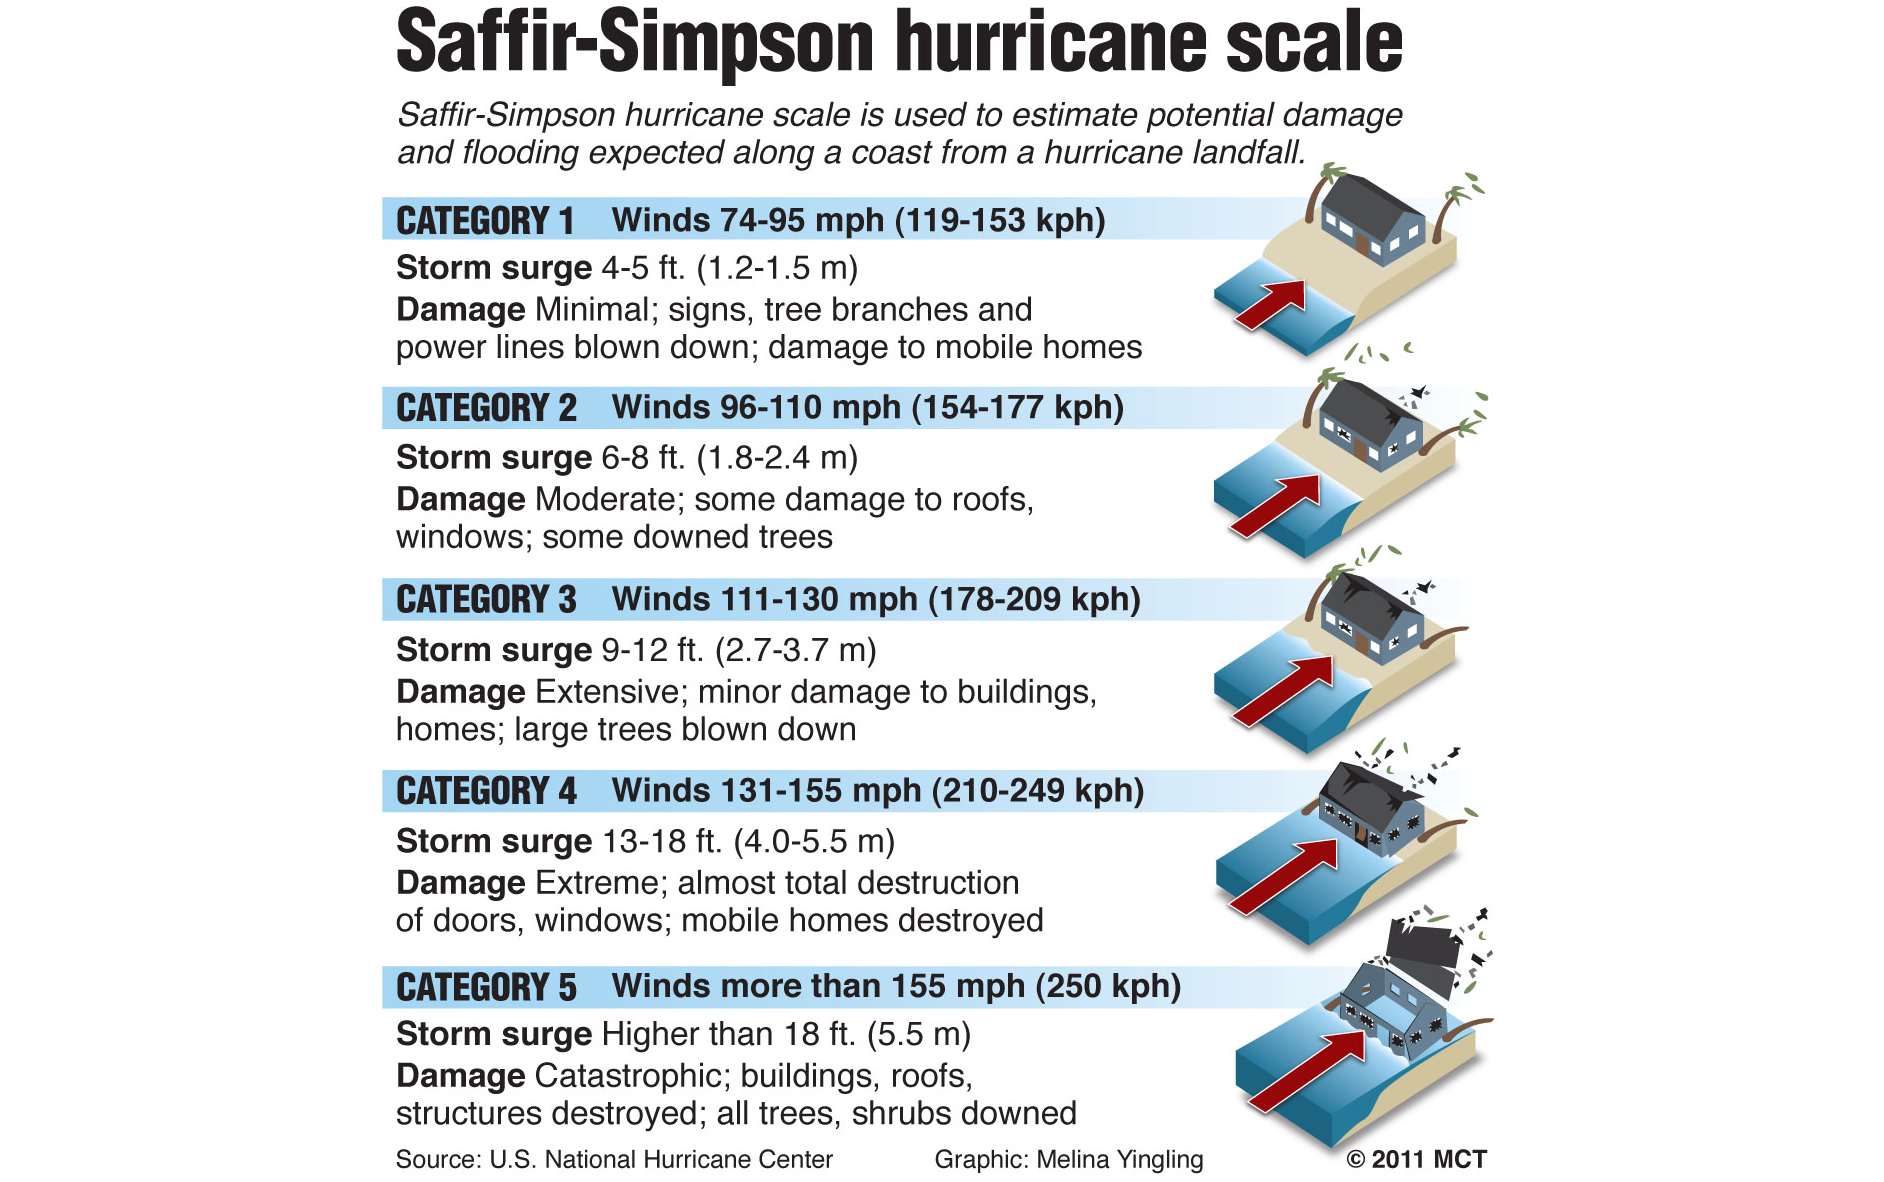 Saffir-Simpson hurricane scale
Saffir-Simpson hurricane scale is used to estimate potential damage
and flooding expected along a coast from a hurricane landfall.
CATEGORY 1 Winds 74-95 mph (119-153 kph)
Storm surge 4-5 ft. (1.2-1.5 m)
Damage Minimal; signs, tree branches and
power lines blown down; damage to mobile homes
CATEGORY 2 Winds 96-110 mph (154-177 kph)
Storm surge 6-8 ft. (1.8-2.4 m)
Damage Moderate; some damage to roofs,
windows; some downed trees
CATEGORY 3 Winds 111-130 mph (178-209 kph)
Storm surge 9-12 ft. (2.7-3.7 m)
Damage Extensive; minor damage to buildings,
homes; large trees blown down
CATEGORY 4 Winds 131-155 mph (210-249 kph)
Storm surge 13-18 ft. (4.0-5.5 m)
Damage Extreme; almost total destruction
of doors, windows; mobile homes destroyed
CATEGORY 5 Winds more than 155 mph (250 kph)
Storm surge Higher than 18 ft. (5.5 m)
Damage Catastrophic; buildings, roofs,
structures destroyed; all trees, shrubs downed
Source: U.S. National Hurricane Center Graphic: Melina Yingling © 2011 MCT